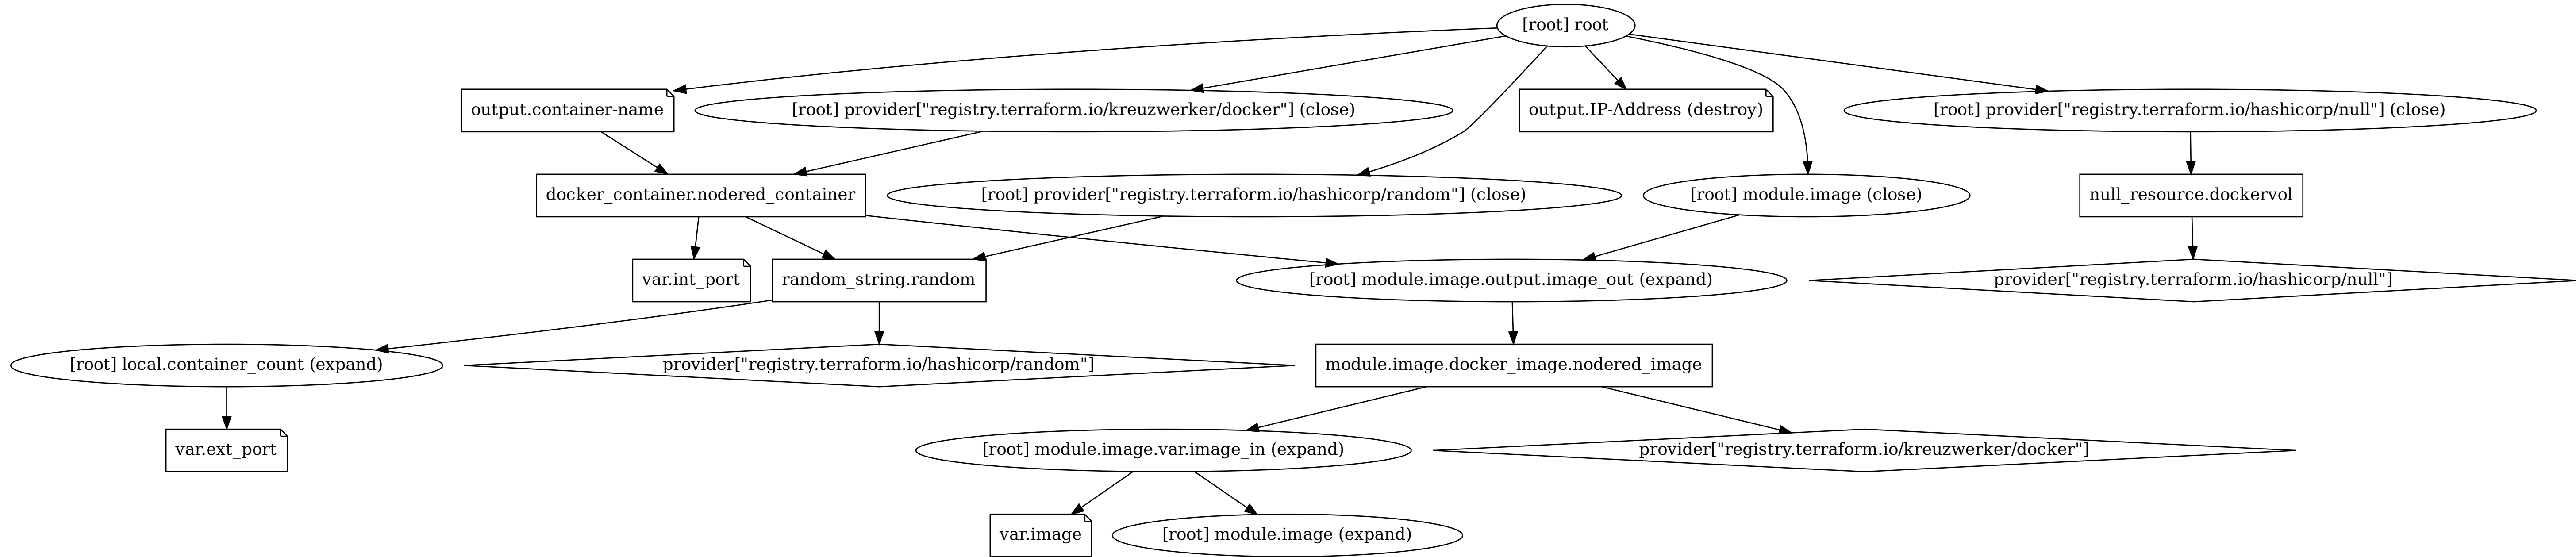 [root] root
output.container-name
[root] provider["registry.terraform.io/kreuzwerker/docker"] (close)
output.IP-Address (destroy)
[root] provider["registry.terraform.io/hashicorp/null"] (close)
docker_container.nodered_container
[root] provider["registry.terraform.io/hashicorp/random"] (close)
[root] module.image (close)
null_resource.dockervol
var.int_port
random_string.random
[root] module.image.output.image_out (expand)
provider["registry.terraform.io/hashicorp/null"]
[root] local.container_count (expand)
provider["registry.terraform.io/hashicorp/random"]
module.image.docker_image.nodered_image
var.ext_port
[root] module.image.var.image_in (expand)
provider["registry.terraform.io/kreuzwerker/docker"]
var.image
[root] module.image (expand)